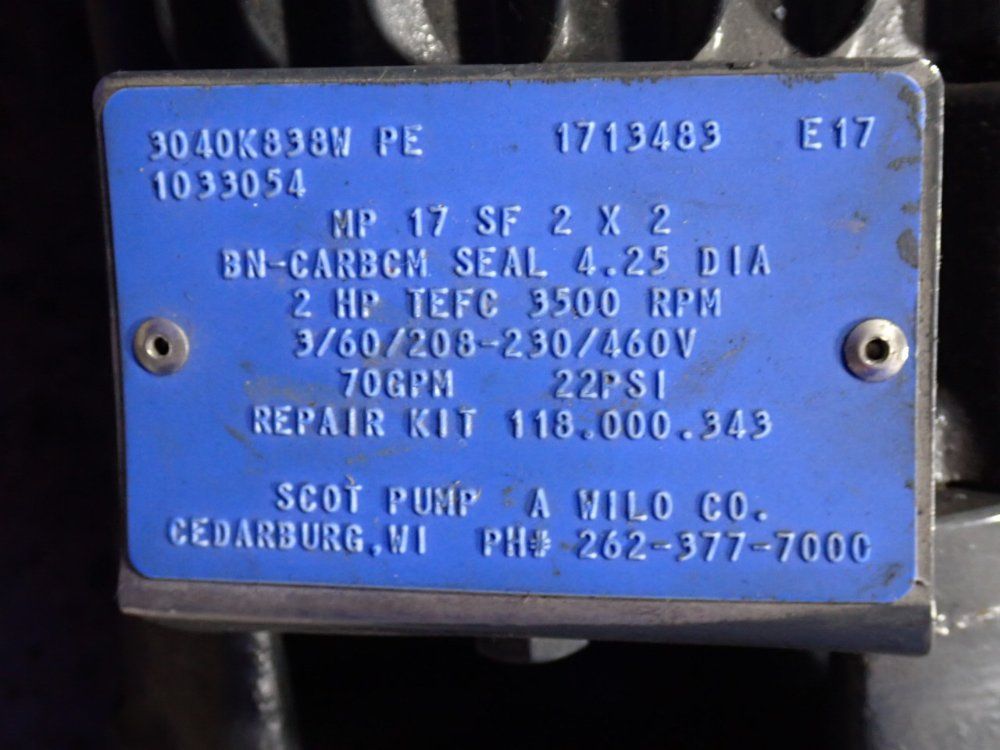 3040K838W PE 1713483 E17
1033054
MP 17 SF 2 X 2
BN-CARBCM SEAL 4.25 DIA
2 HP TEFC 3500 RPM
3/60/208-230/460V
70GPM 22PSI
REPAIR KIT 118.000.343
SCOT PUMP A WILO CO.
CEDARBURG,WI PH# 262-377-7000